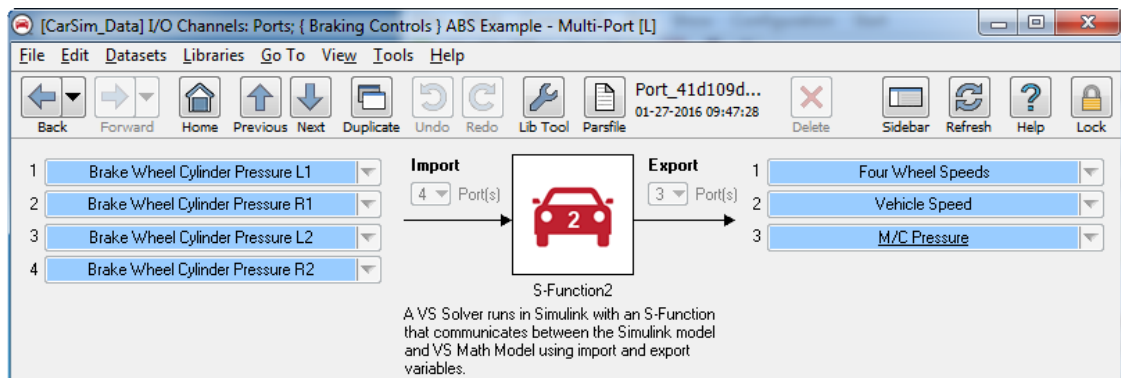 [CarSim_Data] I/O Channels: Ports; { Braking Controls } ABS Example - Multi-Port [L]
File Edit Datasets Libraries Go To View Tools Help
Back Forward Home Previous Next Duplicate Undo Redo Lib Tool Parsfile
Port_41d109d...
01-27-2016 09:47:28
Delete Sidebar Refresh Help Lock
1 Brake Wheel Cylinder Pressure L1
2 Brake Wheel Cylinder Pressure R1
3 Brake Wheel Cylinder Pressure L2
4 Brake Wheel Cylinder Pressure R2
Import
4 Port(s)
2
S-Function2
Export
3 Port(s)
1 Four Wheel Speeds
2 Vehicle Speed
3 M/C Pressure
A VS Solver runs in Simulink with an S-Function
that communicates between the Simulink model
and VS Math Model using import and export
variables.